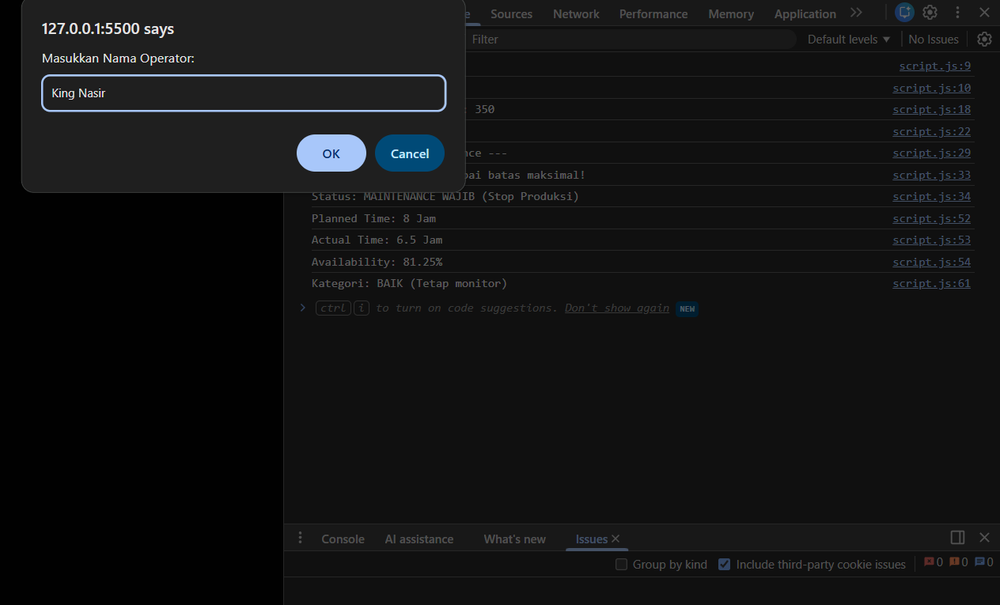 127.0.0.1:5500 says
Masukkan Nama Operator:
King Nasir
OK
Cancel
Sources Network Performance Memory Application
Filter
Default levels ▼
No Issues
script.js:9
script.js:10
350 script.js:18
script.js:22
--- script.js:29
batas maksimal! script.js:33
Status: MAINTENANCE WAJIB (Stop Produksi) script.js:34
Planned Time: 8 Jam script.js:52
Actual Time: 6.5 Jam script.js:53
Availability: 81.25% script.js:54
Kategori: BAIK (Tetap monitor) script.js:61
ctrl i to turn on code suggestions. Don't show again NEW
Console AI assistance What's new Issues
Group by kind Include third-party cookie issues 0 0 0